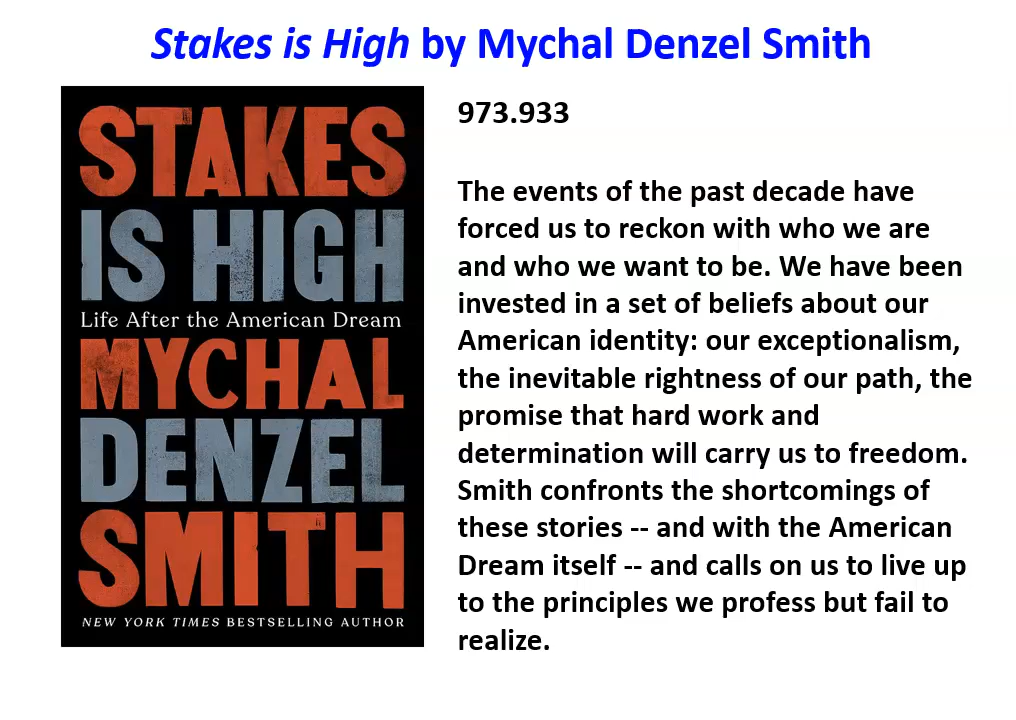 Stakes is High by Mychal Denzel Smith
STAKES
IS HIGH
Life After the American Dream
MYCHAL
DENZEL
SMITH
NEW YORK TIMES BESTSELLING AUTHOR
973.933
The events of the past decade have
forced us to reckon with who we are
and who we want to be. We have been
invested in a set of beliefs about our
American identity: our exceptionalism,
the inevitable rightness of our path, the
promise that hard work and
determination will carry us to freedom.
Smith confronts the shortcomings of
these stories -- and with the American
Dream itself -- and calls on us to live up
to the principles we profess but fail to
realize.